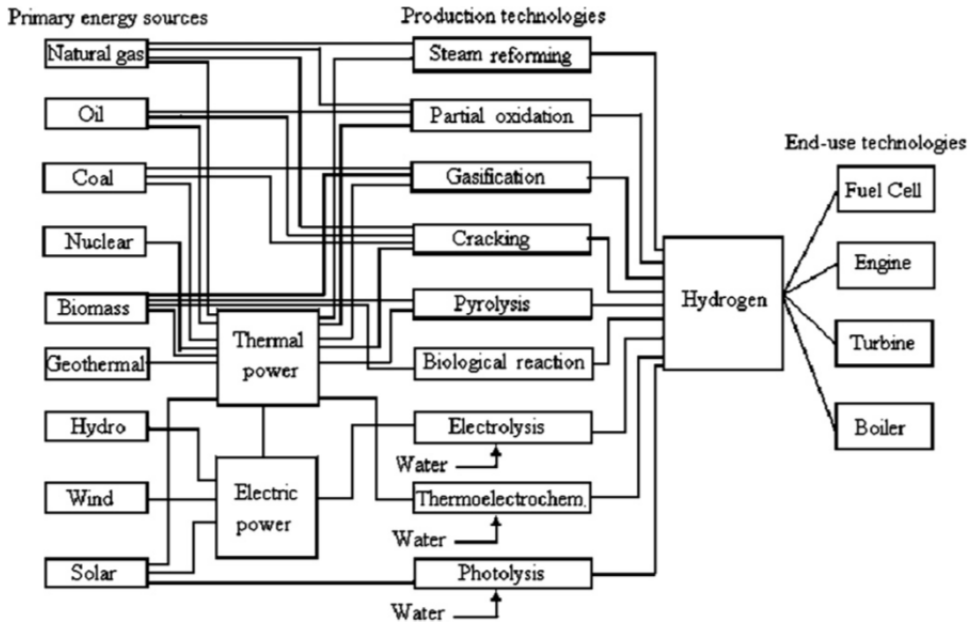 Primary energy sources
Production technologies
Natural gas
Steam reforming
Oil
Partial oxidation
End-use technologies
Coal
Gasification
Fuel Cell
Nuclear
Cracking
Engine
Biomass
Pyrolysis
Hydrogen
Thermal
power
Turbine
Geothermal
Biological reaction
Hydro
Electrolysis
Boiler
Water
Wind
Electric
power
Thermoelectrochem.
Water
Solar
Photolysis
Water